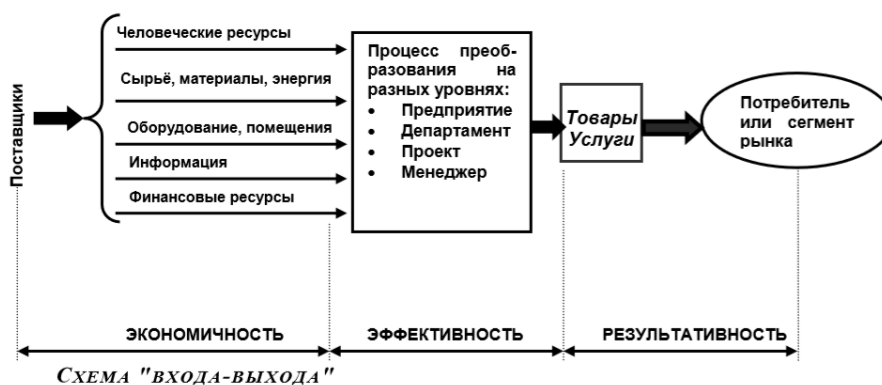 Поставщики
Человеческие ресурсы
Сырьё, материалы, энергия
Оборудование, помещения
Информация
Финансовые ресурсы
Процесс преоб-
разования на
разных уровнях:
• Предприятие
• Департамент
• Проект
• Менеджер
Товары
Услуги
Потребитель
или сегмент
рынка
ЭКОНОМИЧНОСТЬ
ЭФФЕКТИВНОСТЬ
РЕЗУЛЬТАТИВНОСТЬ
СХЕМА "ВХОДА-ВЫХОДА"